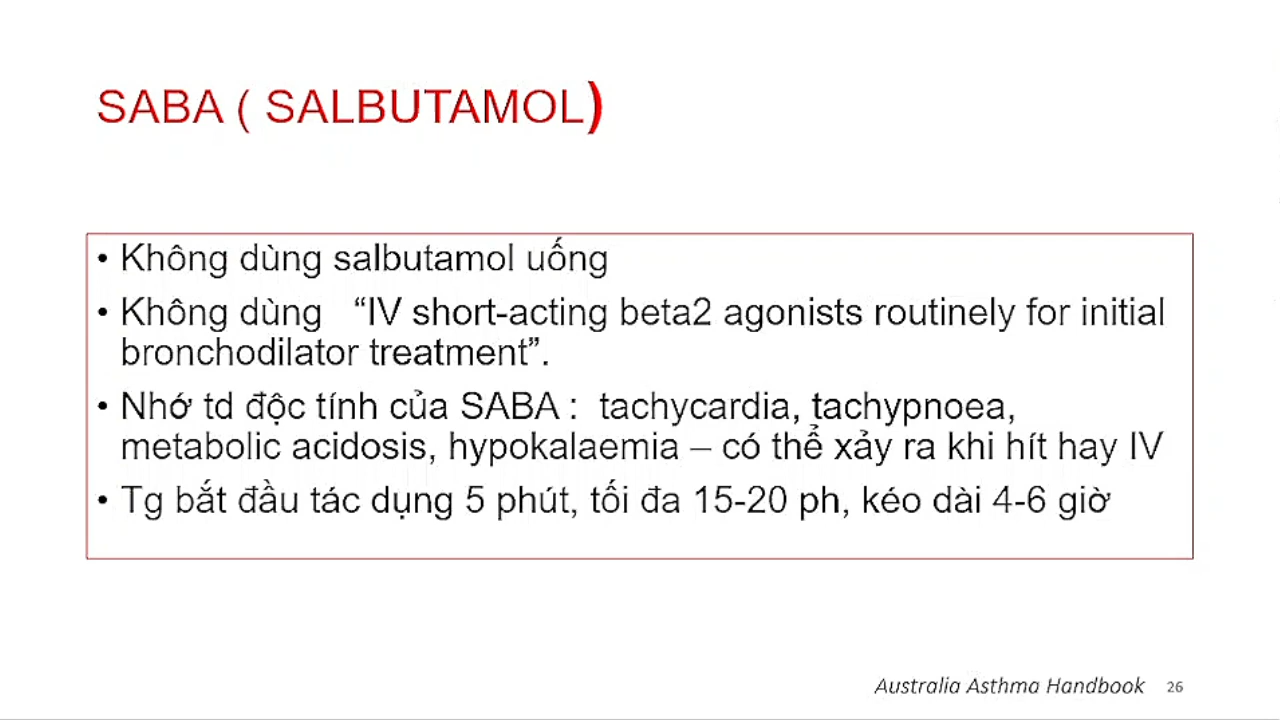 SABA ( SALBUTAMOL)
• Không dùng salbutamol uống
• Không dùng “IV short-acting beta2 agonists routinely for initial
bronchodilator treatment”.
• Nhớ td độc tính của SABA : tachycardia, tachypnoea,
metabolic acidosis, hypokalaemia – có thể xảy ra khi hít hay IV
• Tg bắt đầu tác dụng 5 phút, tối đa 15-20 ph, kéo dài 4-6 giờ
Australia Asthma Handbook 26